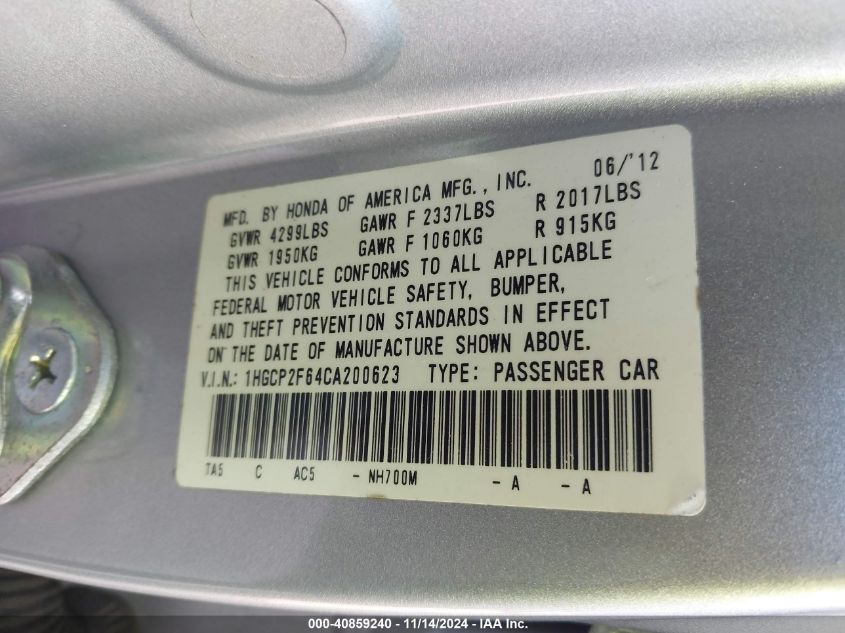 MFD. BY HONDA OF AMERICA MFG., INC. 06/'12
GVWR 4299LBS GAWR F 2337LBS R 2017LBS
GVWR 1950KG GAWR F 1060KG R 915KG
THIS VEHICLE CONFORMS TO ALL APPLICABLE
FEDERAL MOTOR VEHICLE SAFETY, BUMPER,
AND THEFT PREVENTION STANDARDS IN EFFECT
ON THE DATE OF MANUFACTURE SHOWN ABOVE.
V.I.N.: 1HGCP2F64CA200623 TYPE: PASSENGER CAR
TA5 C AC5 - NH700M - A - A
000-40859240 - 11/14/2024 - IAA Inc.